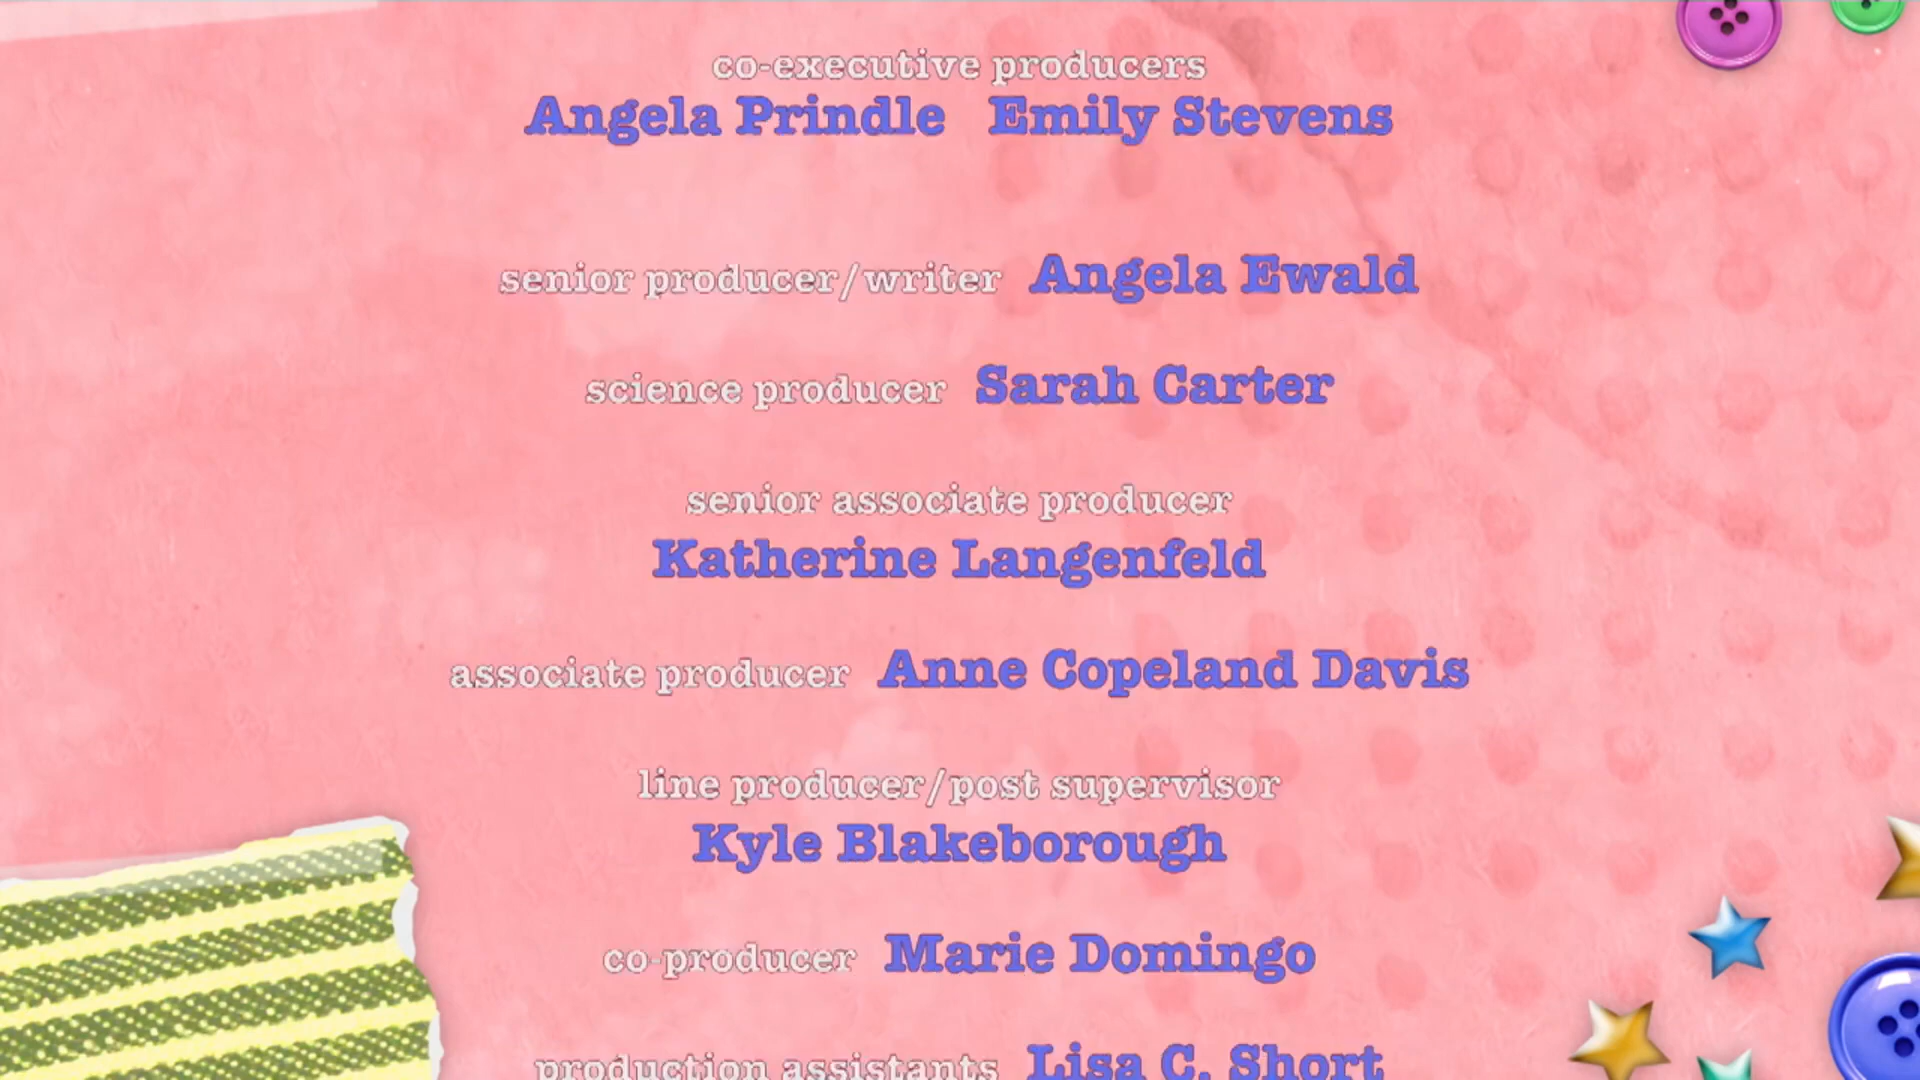 co-executive producers
Angela Prindle Emily Stevens
senior producer/writer Angela Ewald
science producer Sarah Carter
senior associate producer
Katherine Langenfeld
associate producer Anne Copeland Davis
line producer/post supervisor
Kyle Blakeborough
co-producer Marie Domingo
production assistants Lisa C. Short